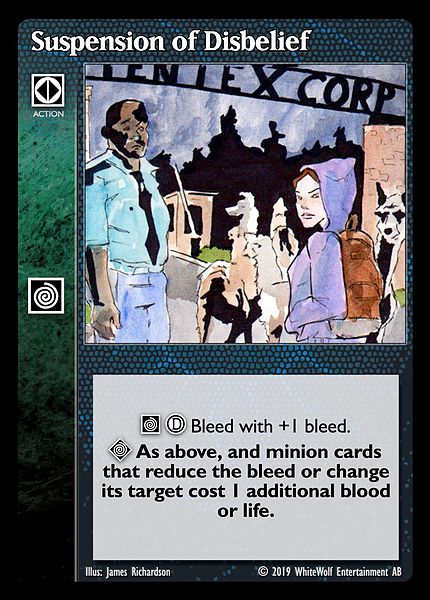 Suspension of Disbelief
ACTION
TENTEX CORP
D Bleed with +1 bleed.
As above, and minion cards
that reduce the bleed or change
its target cost 1 additional blood
or life.
Illus: James Richardson © 2019 WhiteWolf Entertainment AB